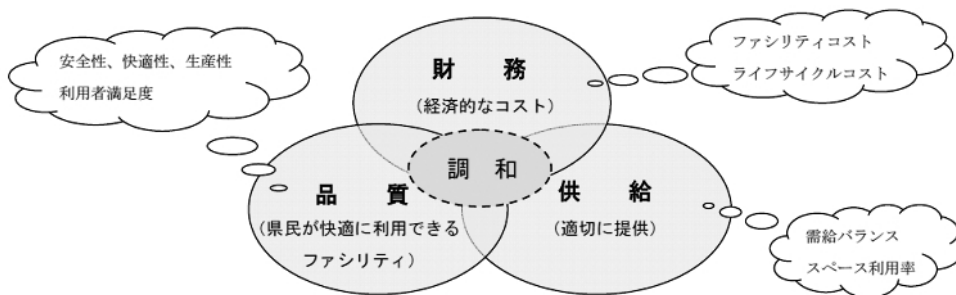 安全性、快適性、生産性
利用者満足度
財　務
(経済的なコスト)
ファシリティコスト
ライフサイクルコスト
調　和
品　質
(県民が快適に利用できる
ファシリティ)
供　給
(適切に提供)
需給バランス
スペース利用率